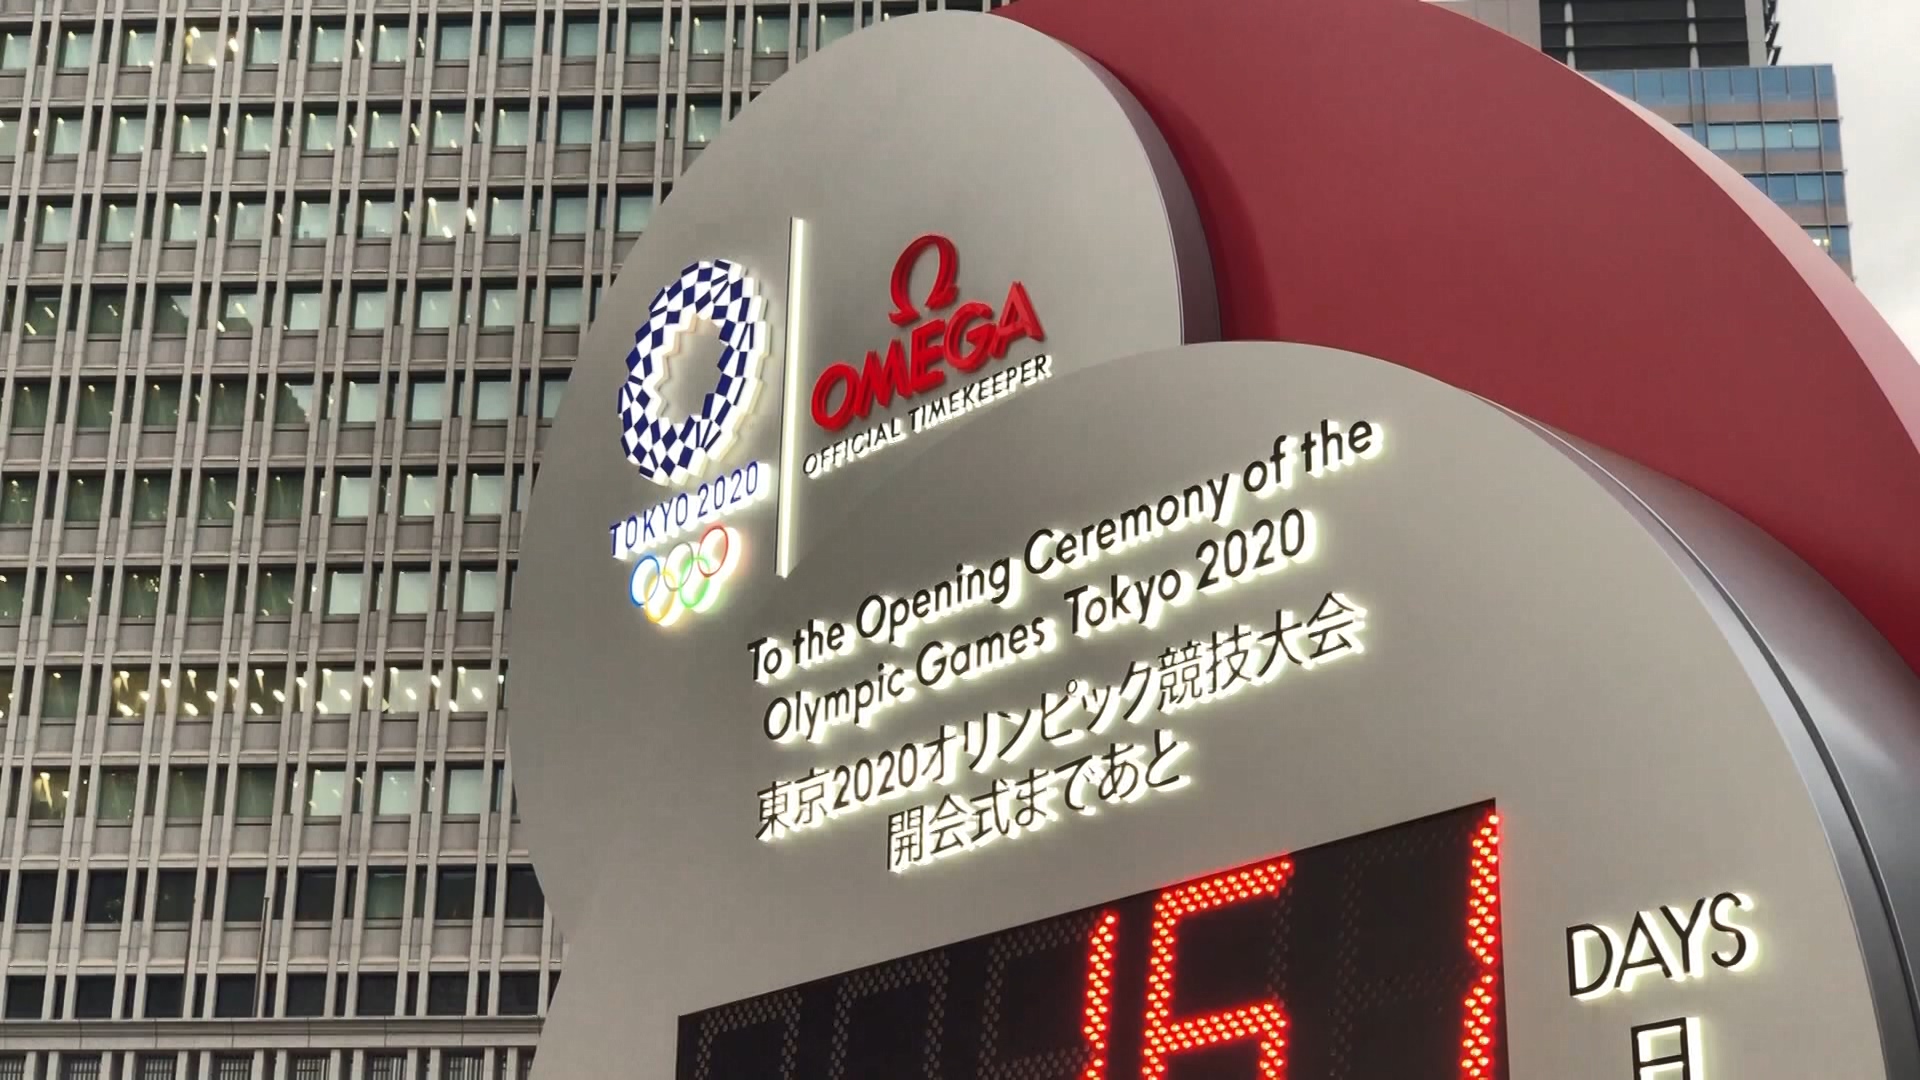 TOKYO 2020
Ω
OMEGA
OFFICIAL TIMEKEEPER
To the Opening Ceremony of the
Olympic Games Tokyo 2020
東京2020オリンピック競技大会
開会式まであと
161
DAYS
日